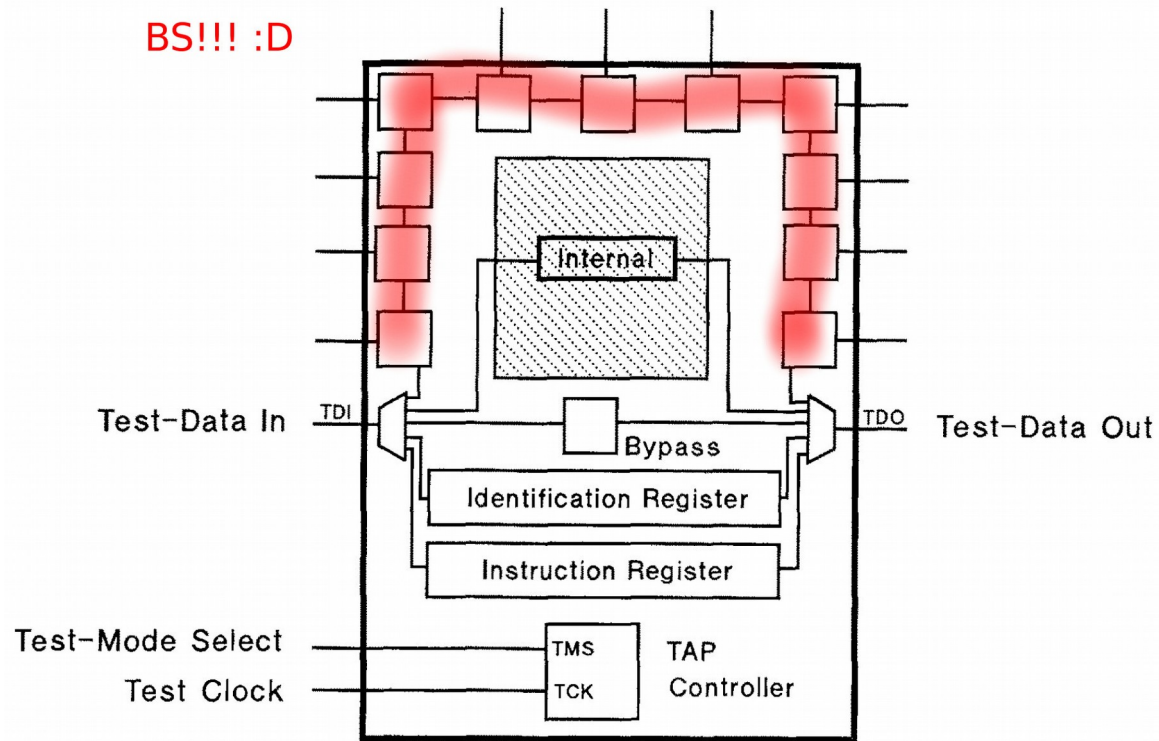 BS!!! :D
Internal
Test-Data In
TDI
TDO
Test-Data Out
Bypass
Identification Register
Instruction Register
Test-Mode Select
TMS
TAP
Controller
Test Clock
TCK